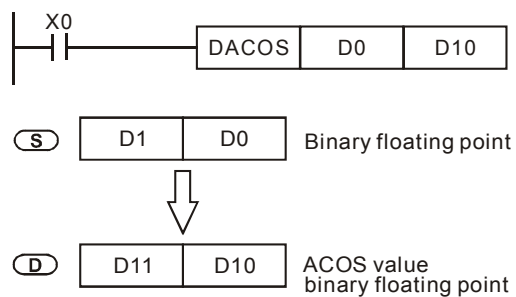 X0
DACOS D0 D10
S D1 D0 Binary floating point
D D11 D10 ACOS value
binary floating point